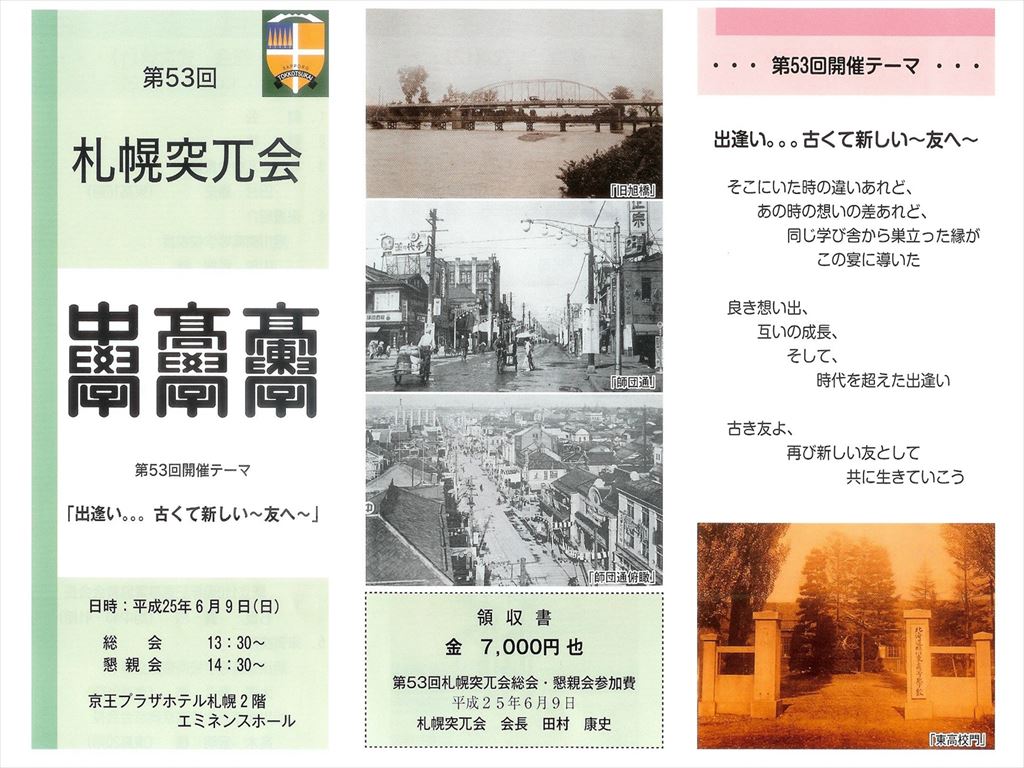 第53回
SAPPORO
TOKKOTSUKAI
札幌突兀会
中學 高學 高東學
第53回開催テーマ
「出逢い。。。古くて新しい～友へ～」
日時：平成25年6月9日(日)
総　会　13：30～
懇親会　14：30～
京王プラザホテル札幌2階
エミネンスホール
「旧旭橋」
千代の
正宗
「師団通」
「師団通俯瞰」
領収書
金　7,000円也
第53回札幌突兀会総会・懇親会参加費
平成25年6月9日
札幌突兀会　会長　田村　康史
・・・ 第53回開催テーマ ・・・
出逢い。。。古くて新しい～友へ～
そこにいた時の違いあれど、
あの時の想いの差あれど、
同じ学び舎から巣立った縁が
この宴に導いた
良き想い出、
互いの成長、
そして、
時代を超えた出逢い
古き友よ、
再び新しい友として
共に生きていこう
「東高校門」